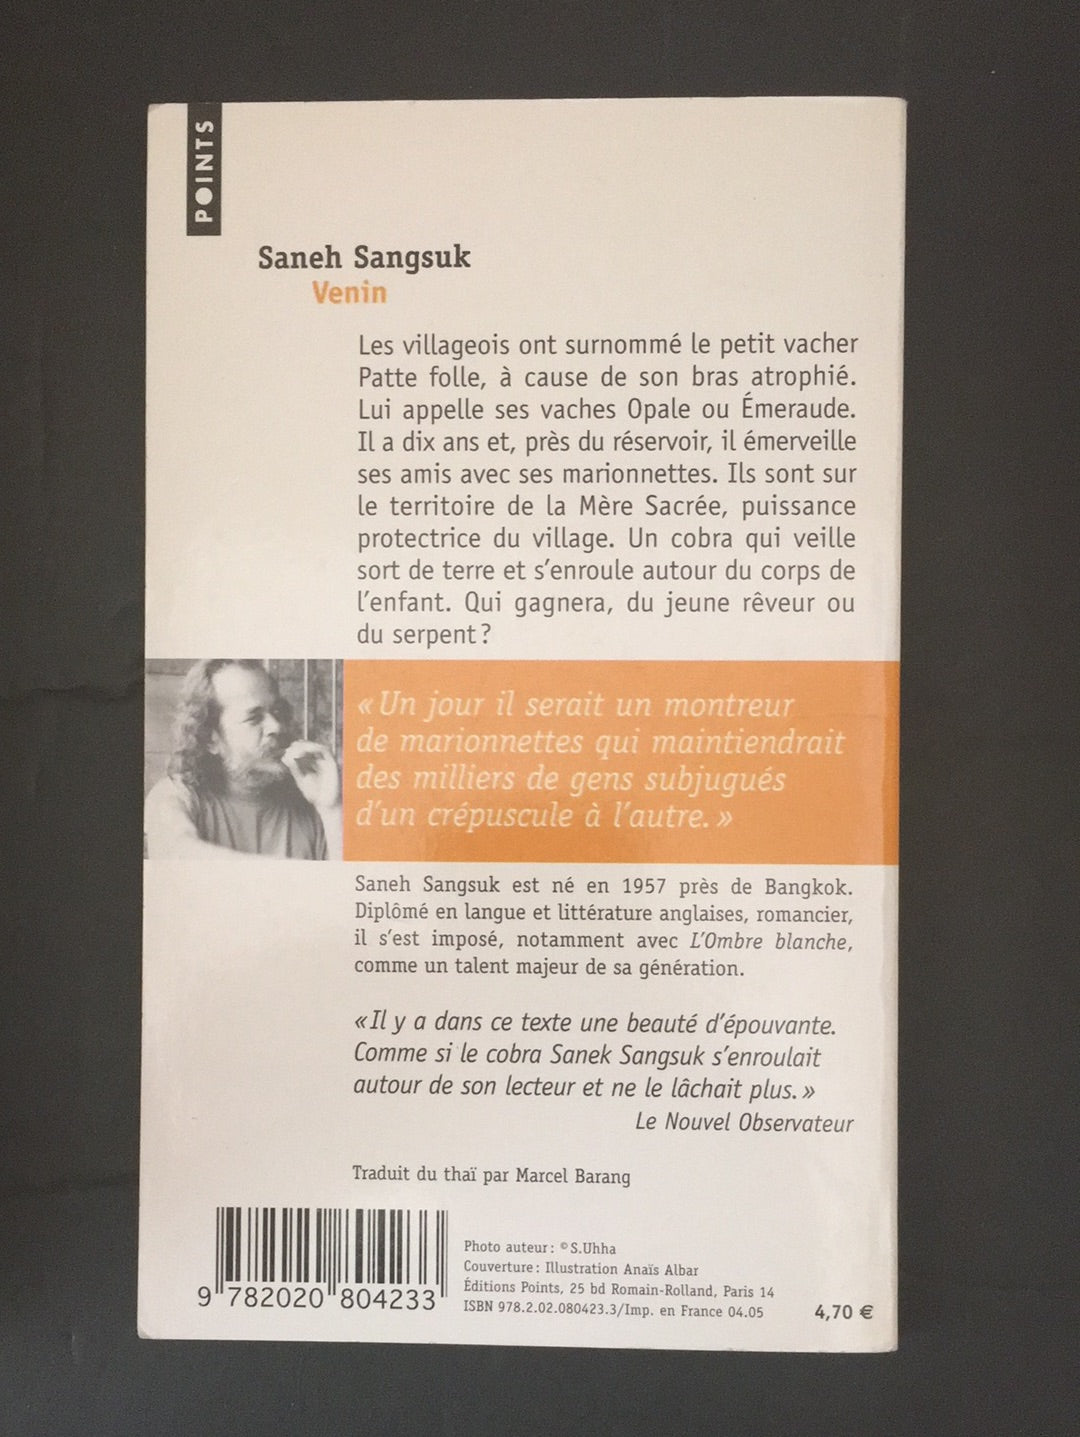 POINTS
Saneh Sangsuk
Venin
Les villageois ont surnommé le petit vacher
Patte folle, à cause de son bras atrophié.
Lui appelle ses vaches Opale ou Émeraude.
Il a dix ans et, près du réservoir, il émerveille
ses amis avec ses marionnettes. Ils sont sur
le territoire de la Mère Sacrée, puissance
protectrice du village. Un cobra qui veille
sort de terre et s’enroule autour du corps de
l’enfant. Qui gagnera, du jeune rêveur ou
du serpent ?
« Un jour il serait un montreur
de marionnettes qui maintiendrait
des milliers de gens subjugués
d’un crépuscule à l’autre. »
Saneh Sangsuk est né en 1957 près de Bangkok.
Diplômé en langue et littérature anglaises, romancier,
il s’est imposé, notamment avec L’Ombre blanche,
comme un talent majeur de sa génération.
« Il y a dans ce texte une beauté d’épouvante.
Comme si le cobra Sanek Sangsuk s’enroulait
autour de son lecteur et ne le lâchait plus. »
Le Nouvel Observateur
Traduit du thaï par Marcel Barang
9 782020 804233
Photo auteur : © S.Uhha
Couverture : Illustration Anaïs Albar
Éditions Points, 25 bd Romain-Rolland, Paris 14
ISBN 978.2.02.080423.3/Imp. en France 04.05
4,70 €